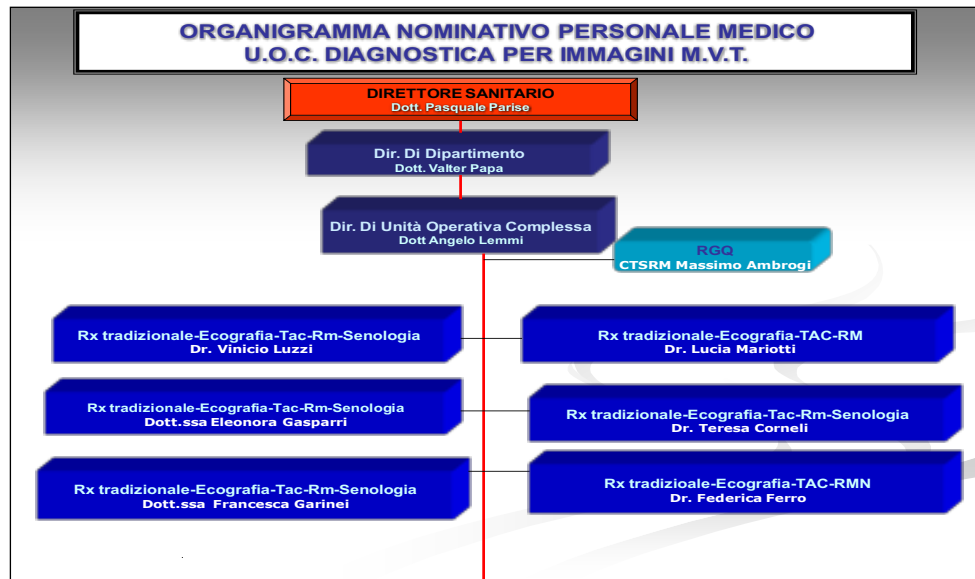 ORGANIGRAMMA NOMINATIVO PERSONALE MEDICO
U.O.C. DIAGNOSTICA PER IMMAGINI M.V.T.
DIRETTORE SANITARIO
Dott. Pasquale Parise
Dir. Di Dipartimento
Dott. Valter Papa
Dir. Di Unità Operativa Complessa
Dott Angelo Lemmi
RGQ
CTSRM Massimo Ambrogi
Rx tradizionale-Ecografia-Tac-Rm-Senologia
Dr. Vinicio Luzzi
Rx tradizionale-Ecografia-TAC-RM
Dr. Lucia Mariotti
Rx tradizionale-Ecografia-Tac-Rm-Senologia
Dott.ssa Eleonora Gasparri
Rx tradizionale-Ecografia-Tac-Rm-Senologia
Dr. Teresa Corneli
Rx tradizionale-Ecografia-Tac-Rm-Senologia
Dott.ssa Francesca Garinei
Rx tradizioale-Ecografia-TAC-RMN
Dr. Federica Ferro